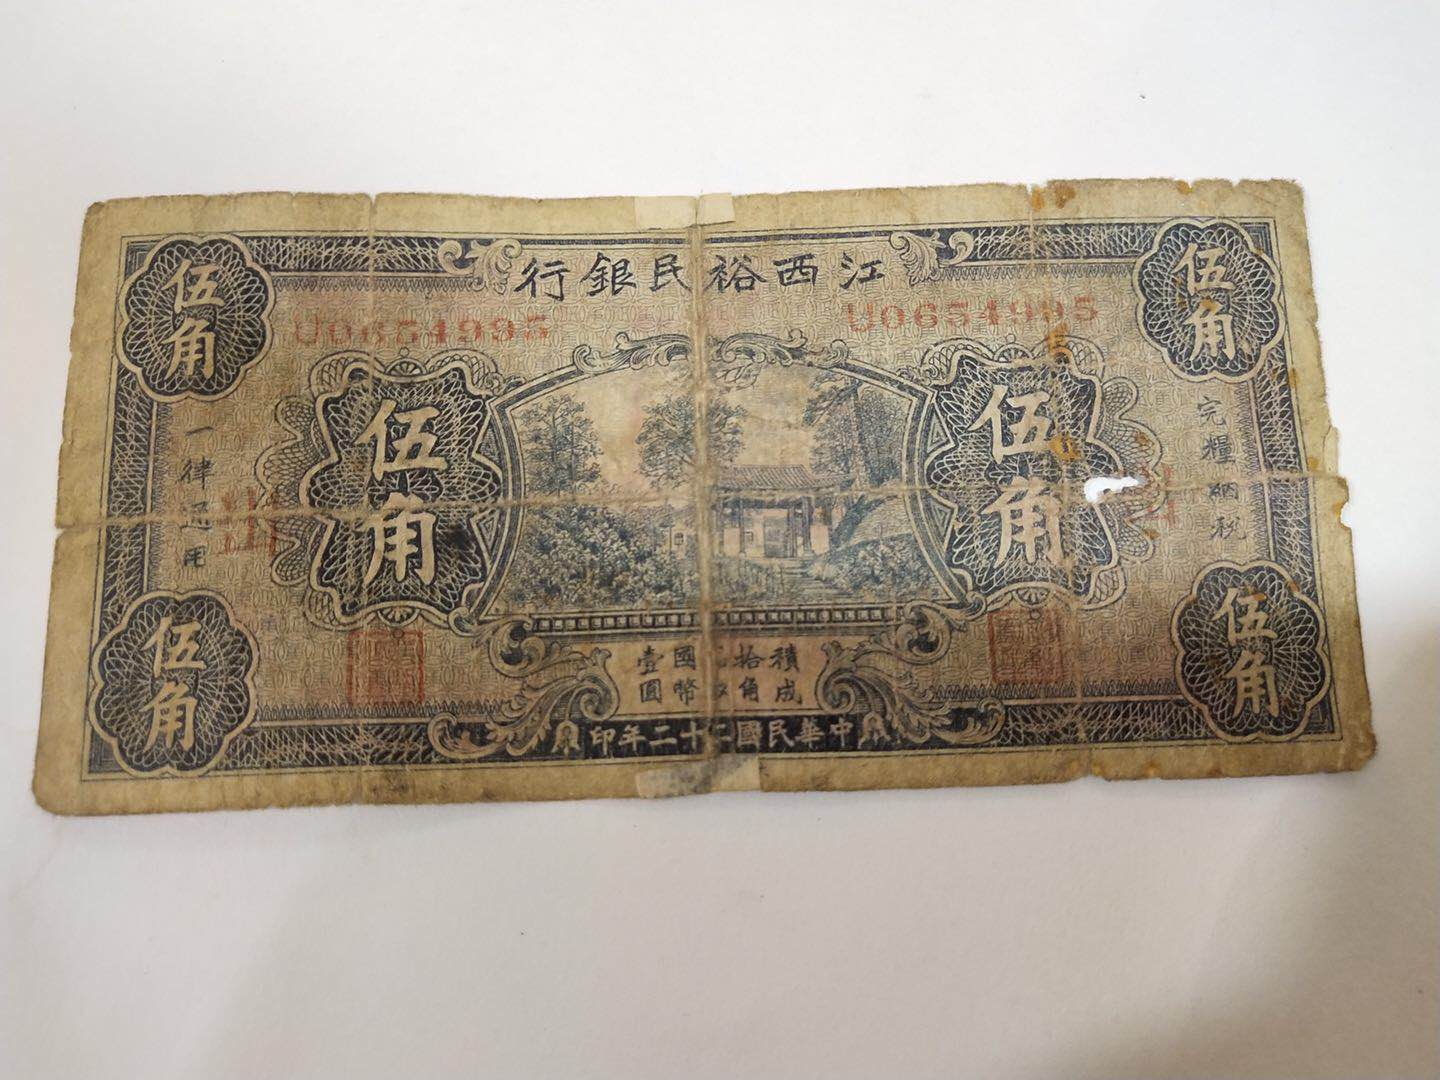 江西裕民銀行
U0654995
U0654995
伍角
伍角
伍角
伍角
伍角
伍角
完糧納稅
一律通用
積成
拾角
國幣
壹圓
中華民國二十二年印